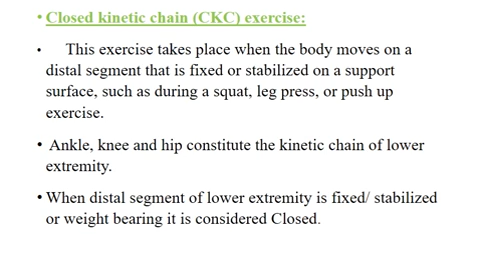 • Closed kinetic chain (CKC) exercise:
• This exercise takes place when the body moves on a
distal segment that is fixed or stabilized on a support
surface, such as during a squat, leg press, or push up
exercise.
• Ankle, knee and hip constitute the kinetic chain of lower
extremity.
• When distal segment of lower extremity is fixed/ stabilized
or weight bearing it is considered Closed.